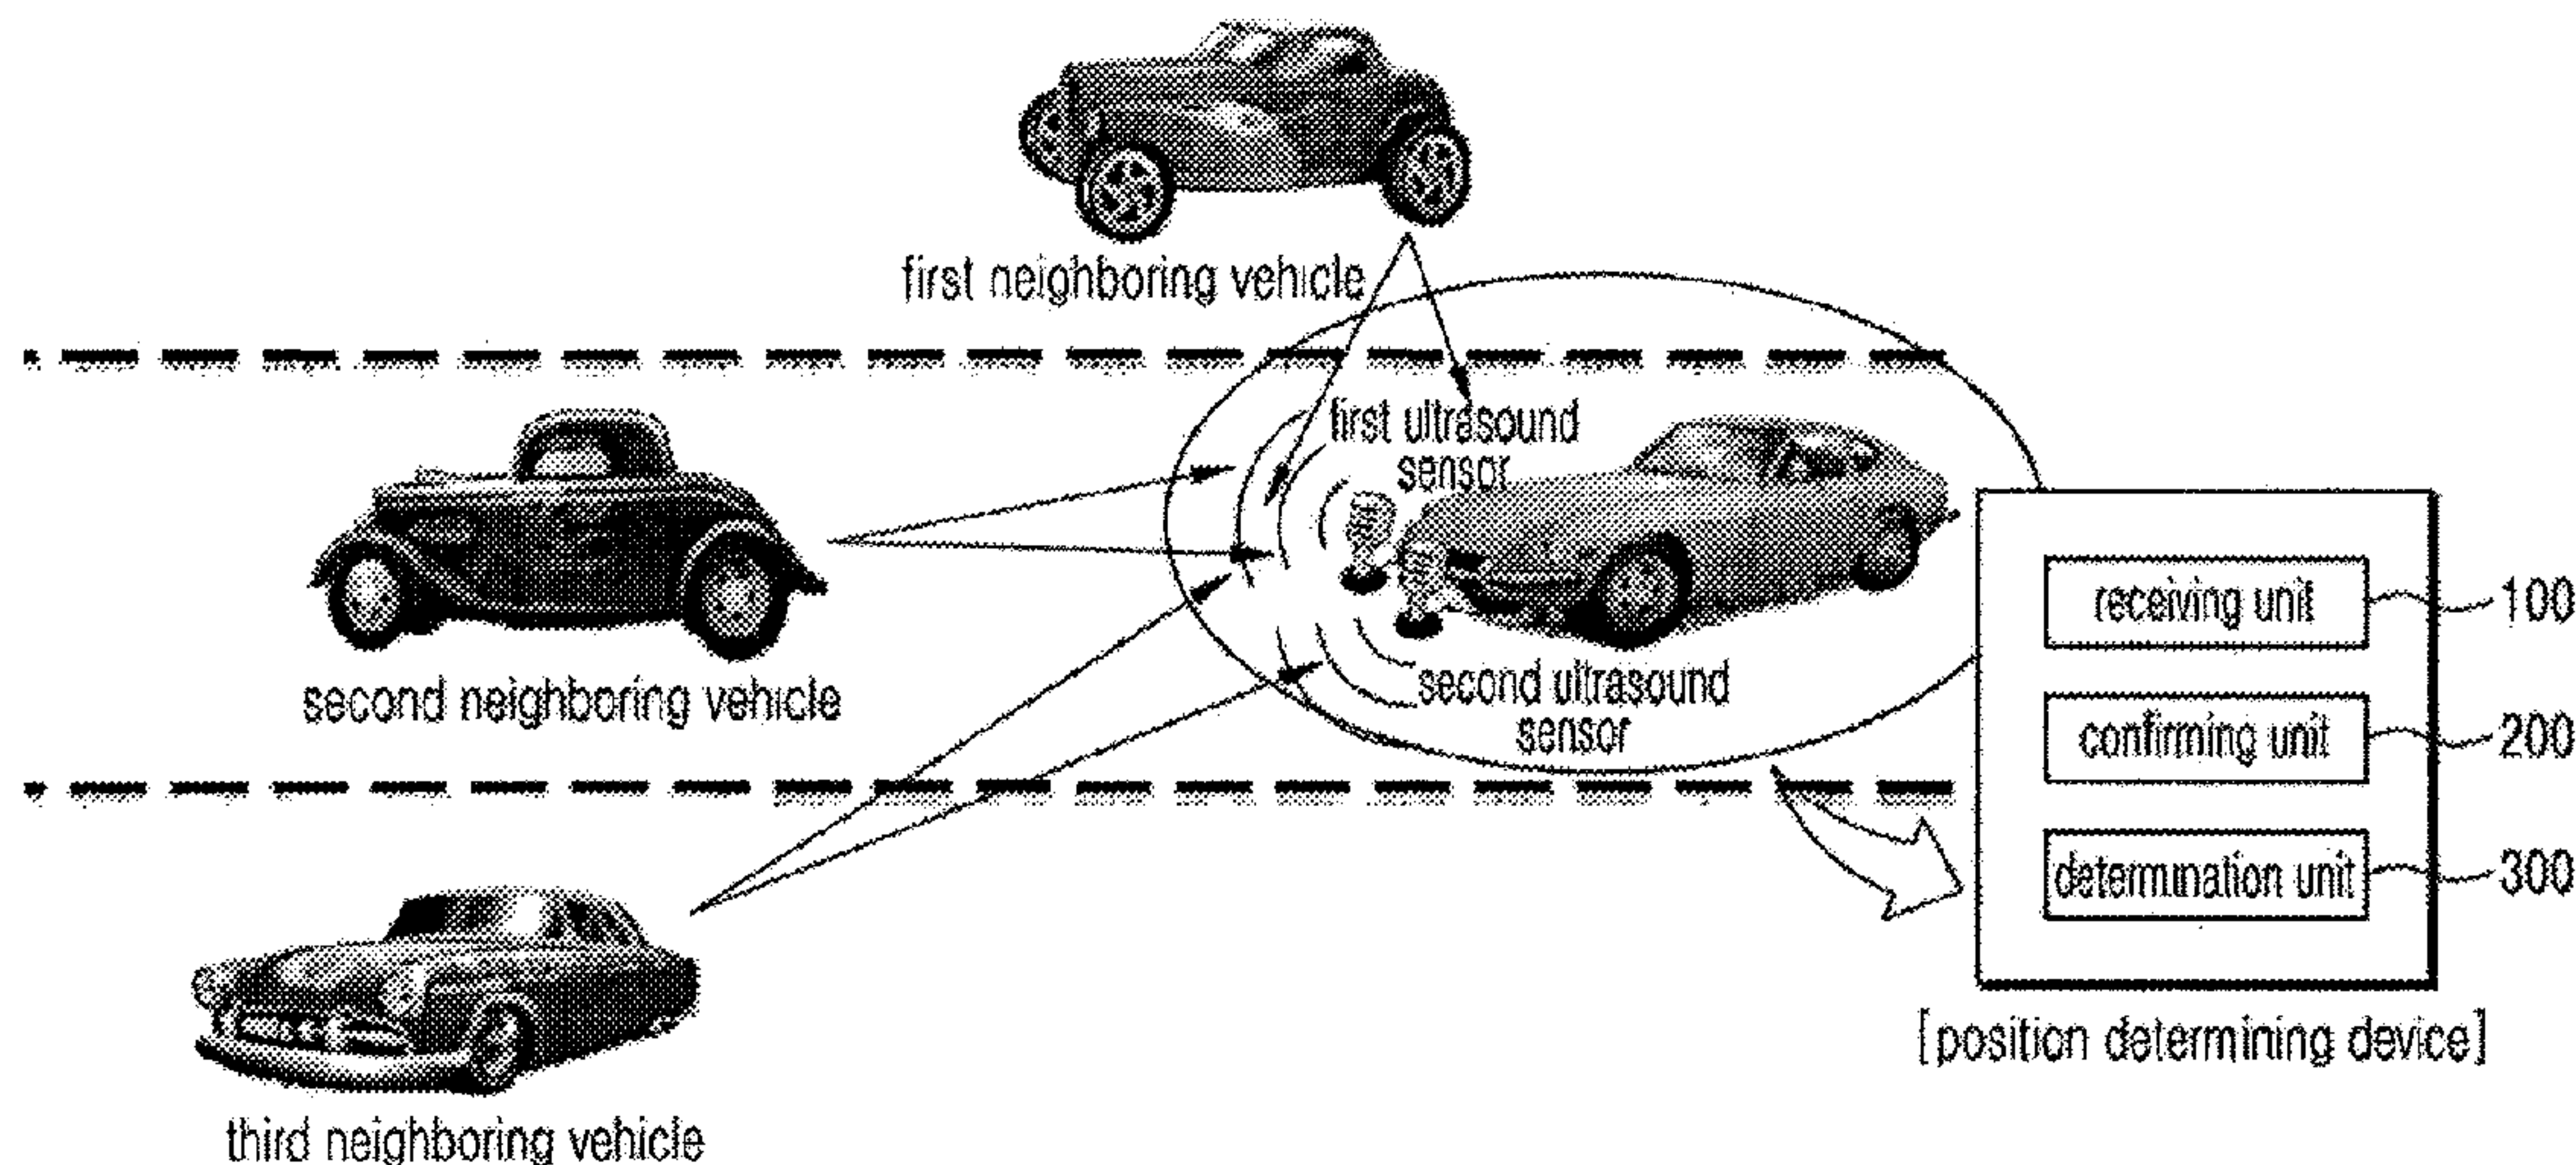 first neighboring vehicle
first ultrasound
sensor
second neighboring vehicle
second ultrasound
sensor
receiving unit
100
confirming unit
200
determination unit
300
[position determining device]
third neighboring vehicle